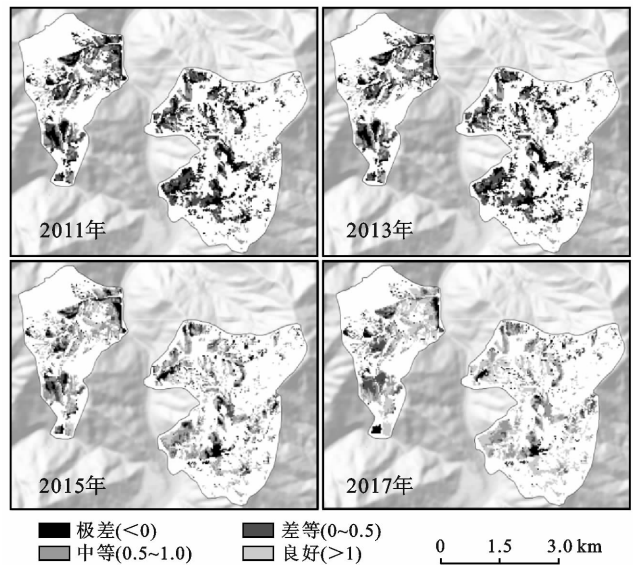 2011年
2013年
2015年
2017年
极差(<0)
差等(0~0.5)
中等(0.5~1.0)
良好(>1)
0 1.5 3.0 km